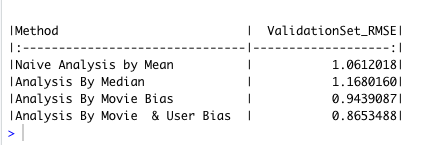 |Method | ValidationSet_RMSE|
|:-----------------------------|------------------:|
|Naive Analysis by Mean | 1.0612018|
|Analysis By Median | 1.1680160|
|Analysis By Movie Bias | 0.9439087|
|Analysis By Movie & User Bias | 0.8653488|
>